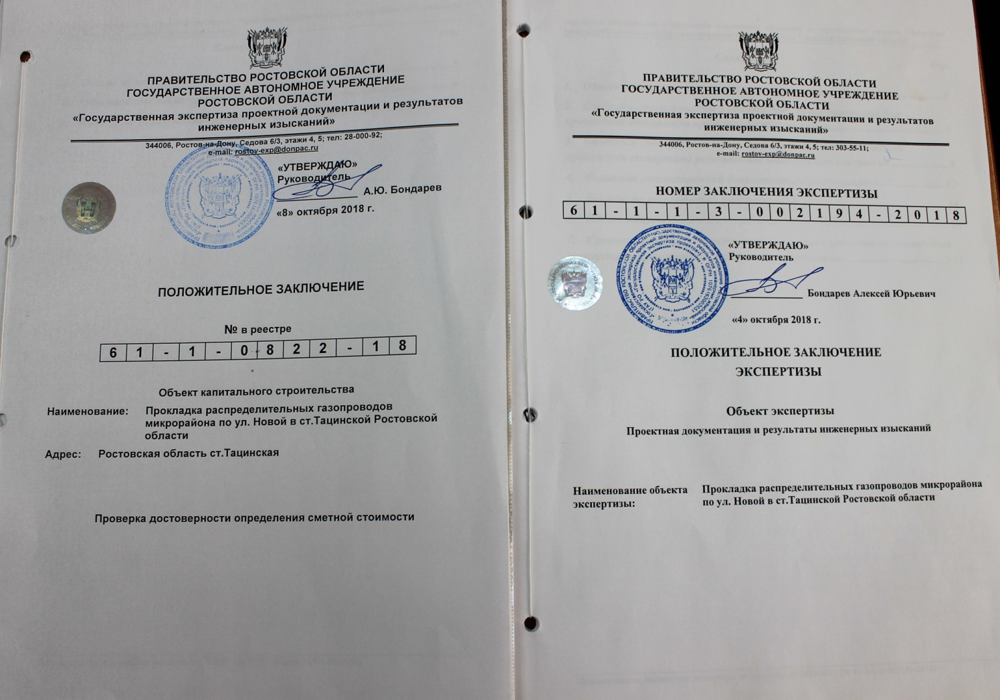 ПРАВИТЕЛЬСТВО РОСТОВСКОЙ ОБЛАСТИ
ГОСУДАРСТВЕННОЕ АВТОНОМНОЕ УЧРЕЖДЕНИЕ
РОСТОВСКОЙ ОБЛАСТИ
«Государственная экспертиза проектной документации и результатов
инженерных изысканий»
344006, Ростов-на-Дону, Седова 6/3, этажи 4, 5; тел: 28-000-92;
e-mail: rostov-exp@donpac.ru
«УТВЕРЖДАЮ»
Руководитель
А.Ю. Бондарев
«8» октября 2018 г.
ПОЛОЖИТЕЛЬНОЕ ЗАКЛЮЧЕНИЕ
№ в реестре
6 1 - 1 - 0 8 2 2 - 1 8
Объект капитального строительства
Наименование: Прокладка распределительных газопроводов
микрорайона по ул. Новой в ст.Тацинской Ростовской
области
Адрес: Ростовская область ст.Тацинская
Проверка достоверности определения сметной стоимости
ПРАВИТЕЛЬСТВО РОСТОВСКОЙ ОБЛАСТИ
ГОСУДАРСТВЕННОЕ АВТОНОМНОЕ УЧРЕЖДЕНИЕ
РОСТОВСКОЙ ОБЛАСТИ
«Государственная экспертиза проектной документации и результатов
инженерных изысканий»
344006, Ростов-на-Дону, Седова 6/3, этажи 4, 5; тел: 303-55-11;
e-mail: rostov-exp@donpac.ru
НОМЕР ЗАКЛЮЧЕНИЯ ЭКСПЕРТИЗЫ
6 1 - 1 - 1 - 3 - 0 0 2 1 9 4 - 2 0 1 8
«УТВЕРЖДАЮ»
Руководитель
Бондарев Алексей Юрьевич
«4» октября 2018 г.
ПОЛОЖИТЕЛЬНОЕ ЗАКЛЮЧЕНИЕ
ЭКСПЕРТИЗЫ
Объект экспертизы
Проектная документация и результаты инженерных изысканий
Наименование объекта Прокладка распределительных газопроводов микрорайона
экспертизы: по ул. Новой в ст.Тацинской Ростовской области